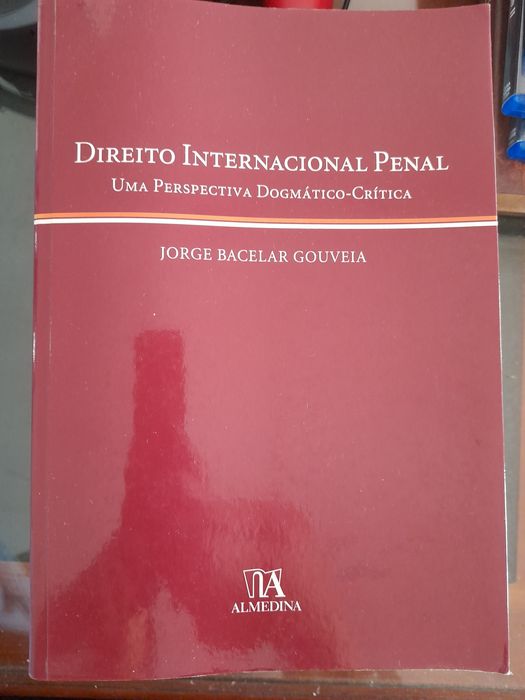 DIREITO INTERNACIONAL PENAL
UMA PERSPECTIVA DOGMÁTICO-CRÍTICA
JORGE BACELAR GOUVEIA
ALMEDINA